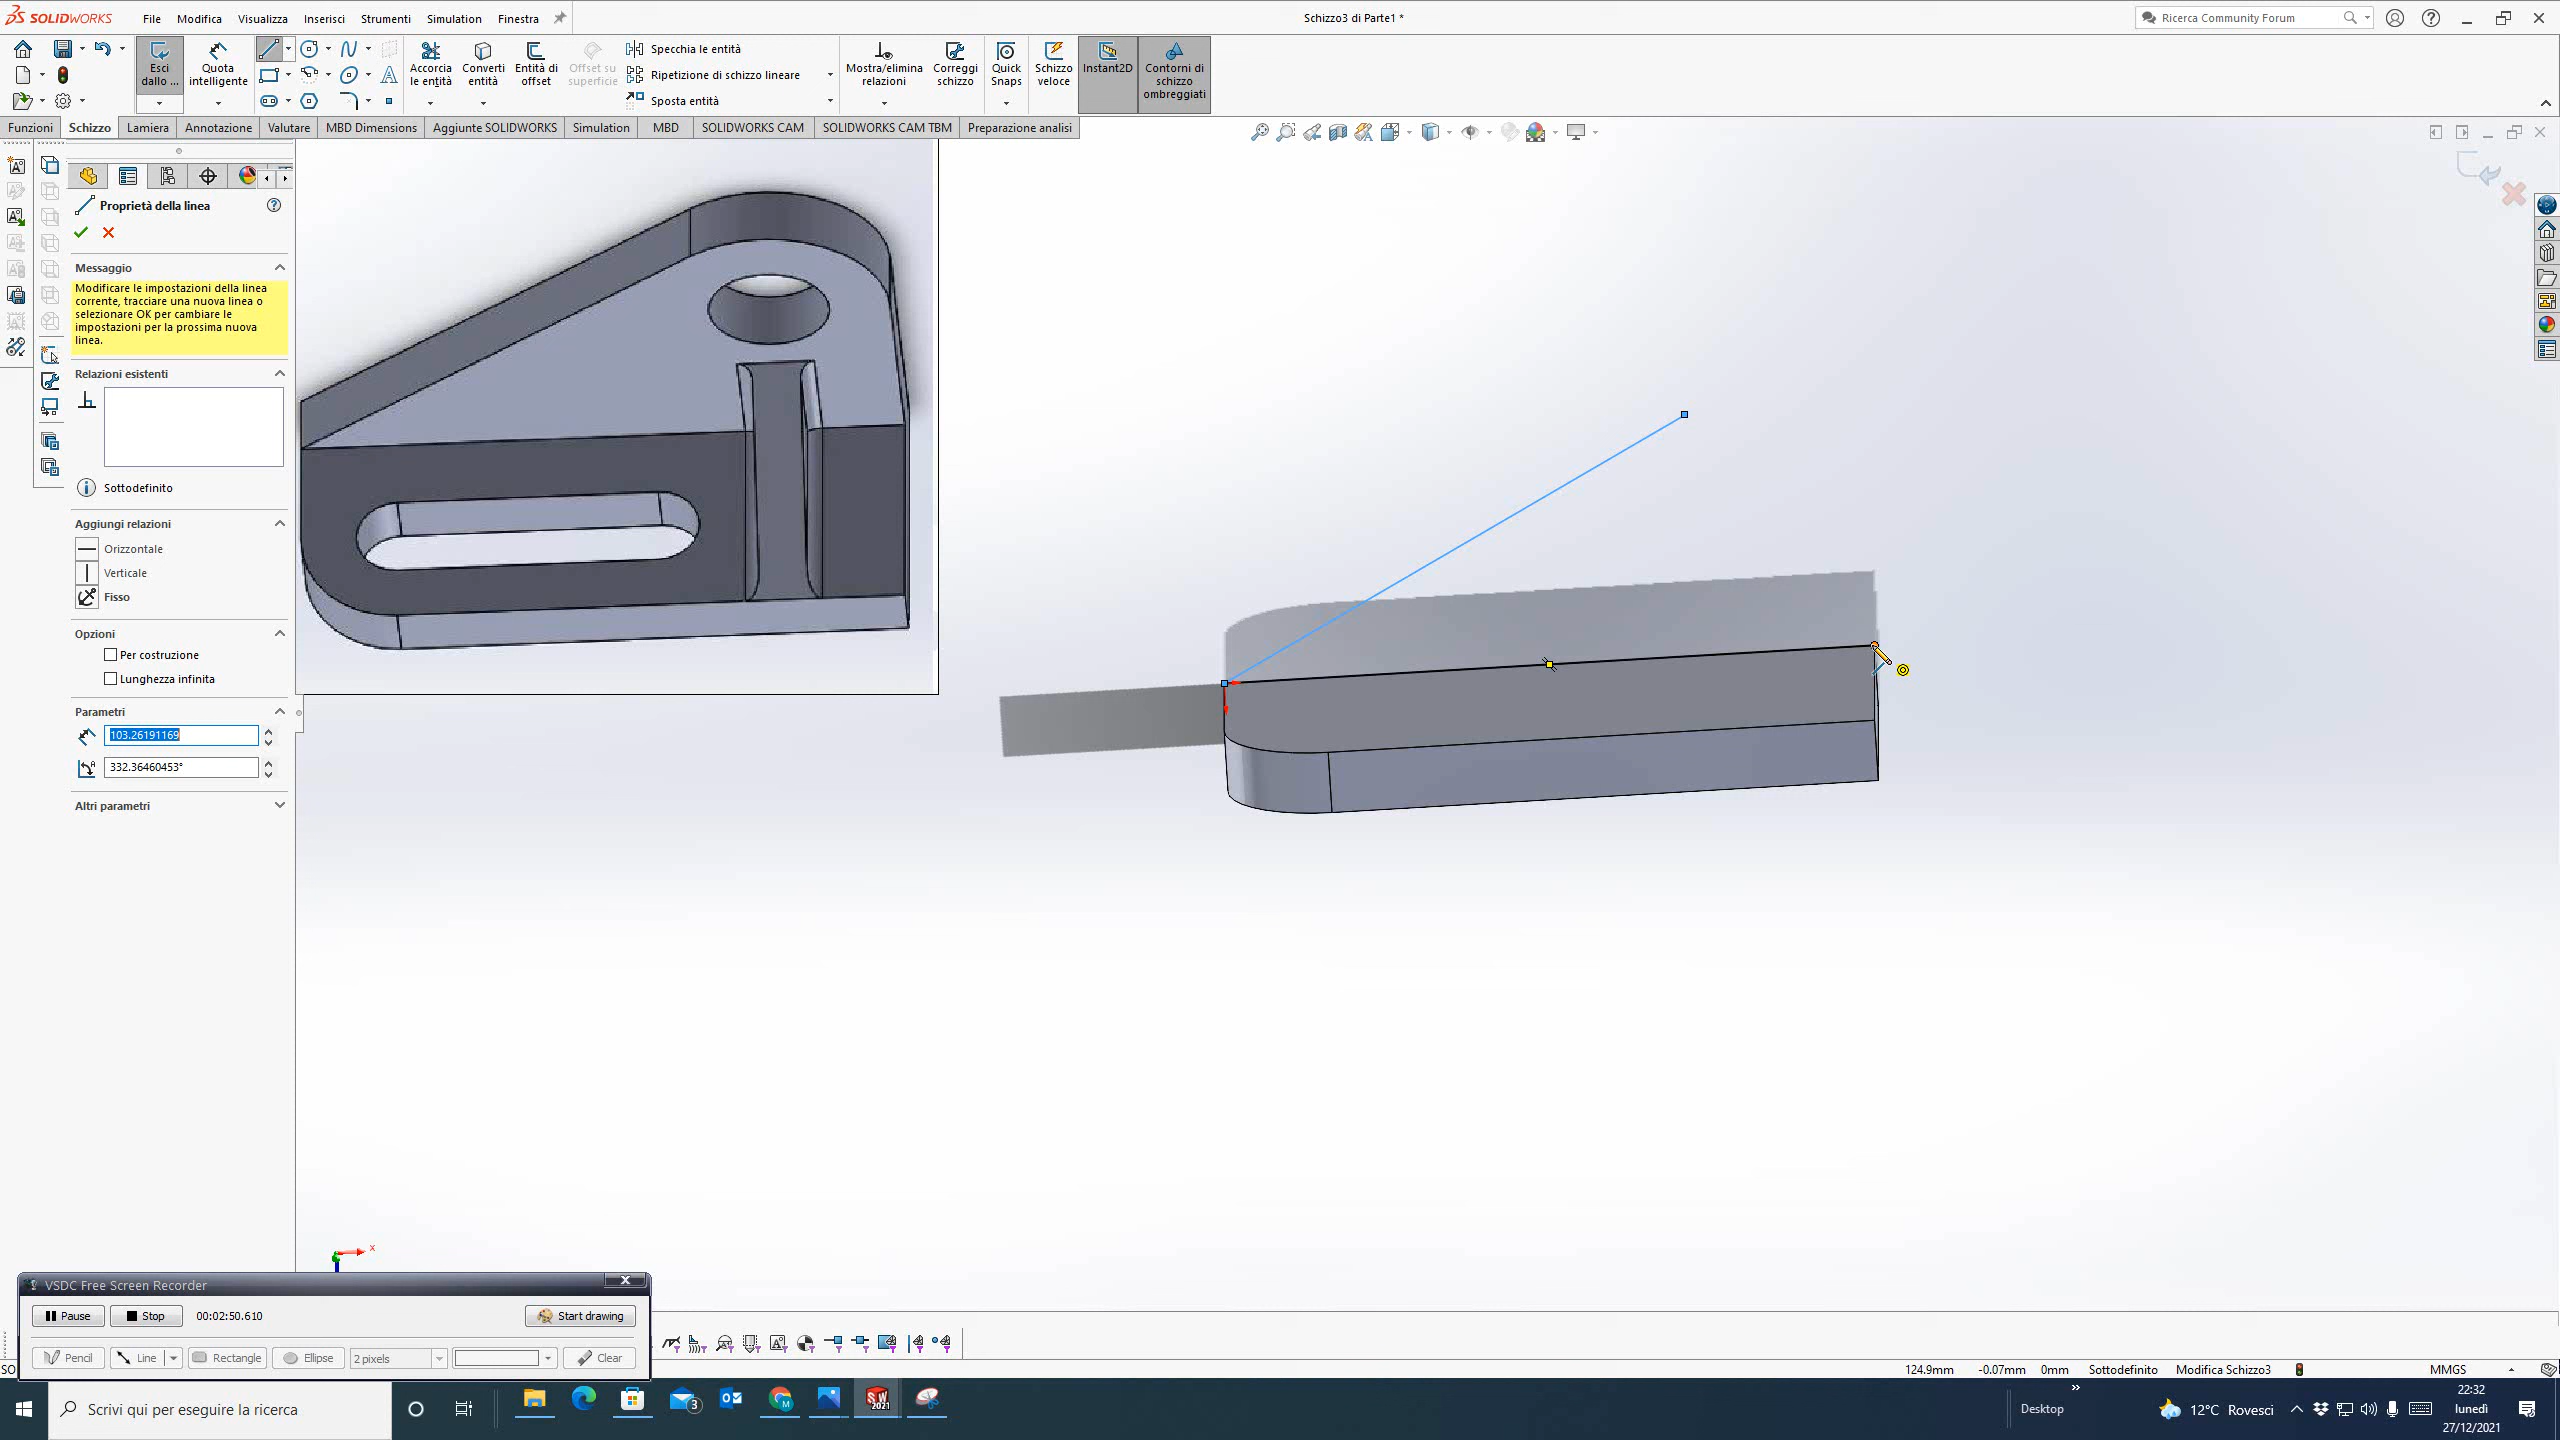 SOLIDWORKS
File
Modifica
Visualizza
Inserisci
Strumenti
Simulation
Finestra
Schizzo3 di Parte1 *
Ricerca Community Forum
Esci
dallo ...
Quota
intelligente
Accorcia
le entità
Converti
entità
Entità di
offset
Offset su
superficie
Specchia le entità
Ripetizione di schizzo lineare
Sposta entità
Mostra/elimina
relazioni
Correggi
schizzo
Quick
Snaps
Schizzo
veloce
Instant2D
Contorni di
schizzo
ombreggiati
Funzioni
Schizzo
Lamiera
Annotazione
Valutare
MBD Dimensions
Aggiunte SOLIDWORKS
Simulation
MBD
SOLIDWORKS CAM
SOLIDWORKS CAM TBM
Preparazione analisi
Proprietà della linea
Messaggio
Modificare le impostazioni della linea
corrente, tracciare una nuova linea o
selezionare OK per cambiare le
impostazioni per la prossima nuova
linea.
Relazioni esistenti
Sottodefinito
Aggiungi relazioni
Orizzontale
Verticale
Fisso
Opzioni
Per costruzione
Lunghezza infinita
Parametri
103.26191169
332.36460453°
Altri parametri
x
VSDC Free Screen Recorder
Pause
Stop
00:02:50.610
Start drawing
Pencil
Line
Rectangle
Ellipse
2 pixels
Clear
SO
124.9mm
-0.07mm
0mm
Sottodefinito
Modifica Schizzo3
MMGS
Scrivi qui per eseguire la ricerca
3
M
SW
2021
Desktop
12°C Rovesci
22:32
lunedì
27/12/2021